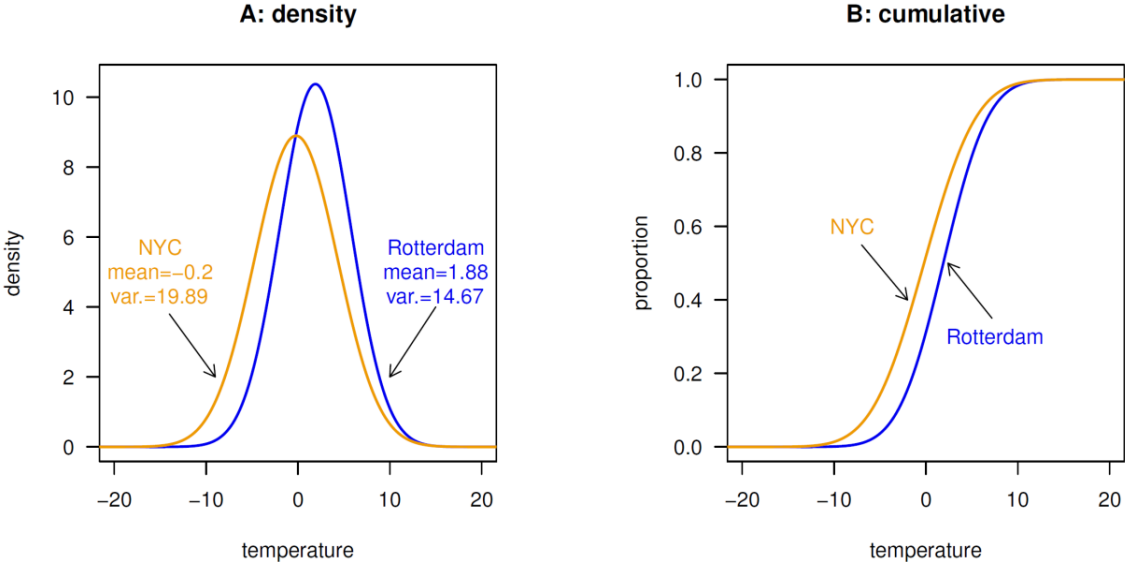 A: density
density
10
8
6
4
2
0
NYC
mean=−0.2
var.=19.89
Rotterdam
mean=1.88
var.=14.67
−20
−10
0
10
20
temperature
B: cumulative
proportion
1.0
0.8
0.6
0.4
0.2
0.0
NYC
Rotterdam
−20
−10
0
10
20
temperature